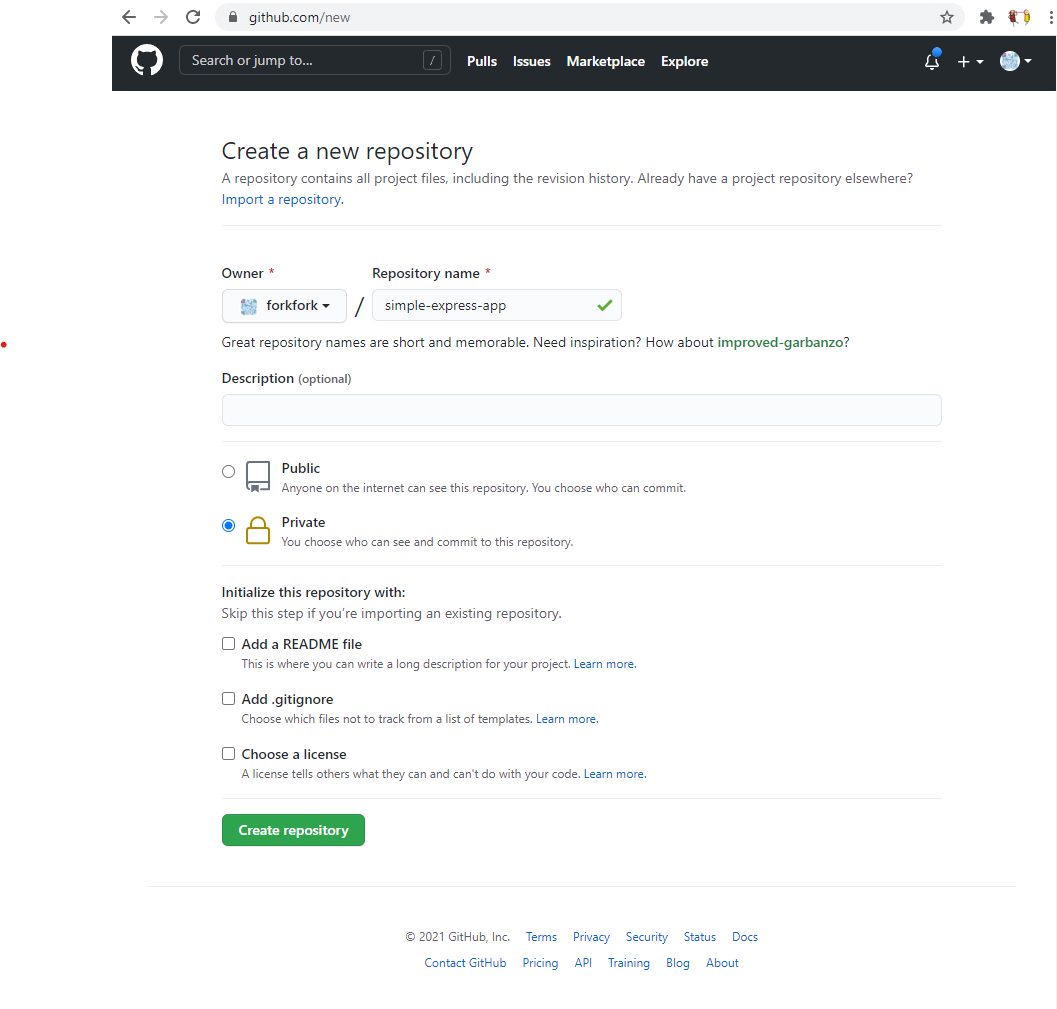 github.com/new
Search or jump to... / Pulls Issues Marketplace Explore
Create a new repository
A repository contains all project files, including the revision history. Already have a project repository elsewhere?
Import a repository.
Owner * Repository name *
forkfork / simple-express-app
Great repository names are short and memorable. Need inspiration? How about improved-garbanzo?
Description (optional)
Public
Anyone on the internet can see this repository. You choose who can commit.
Private
You choose who can see and commit to this repository.
Initialize this repository with:
Skip this step if you're importing an existing repository.
Add a README file
This is where you can write a long description for your project. Learn more.
Add .gitignore
Choose which files not to track from a list of templates. Learn more.
Choose a license
A license tells others what they can and can't do with your code. Learn more.
Create repository
© 2021 GitHub, Inc. Terms Privacy Security Status Docs
Contact GitHub Pricing API Training Blog About